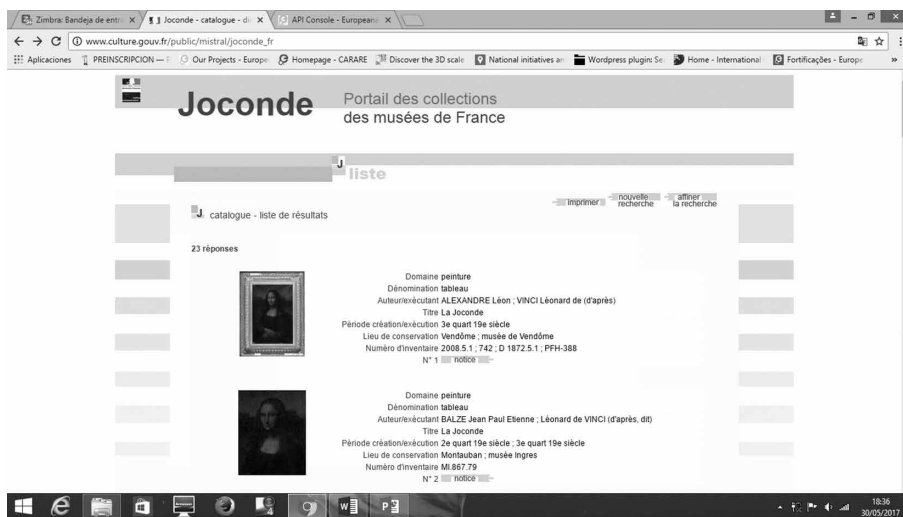 Zimbra: Bandeja de entr
Joconde - catalogue - di
API Console - Europeana
www.culture.gouv.fr/public/mistral/joconde_fr
Aplicaciones PREINSCRIPCION — F Our Projects - Europe Homepage - CARARE Discover the 3D scale National initiatives an Wordpress plugin: Se Home - International Fortificações - Europe »
Joconde Portail des collections
des musées de France
J
liste
J catalogue - liste de résultats
imprimer nouvelle recherche affiner la recherche
23 réponses
Domaine peinture
Dénomination tableau
Auteur/exécutant ALEXANDRE Léon ; VINCI Léonard de (d'après)
Titre La Joconde
Période création/exécution 3e quart 19e siècle
Lieu de conservation Vendôme ; musée de Vendôme
Numéro d'inventaire 2008.5.1 ; 742 ; D 1872.5.1 ; PFH-388
N° 1 notice
Domaine peinture
Dénomination tableau
Auteur/exécutant BALZE Jean Paul Etienne ; Léonard de VINCI (d'après, dit)
Titre La Joconde
Période création/exécution 2e quart 19e siècle ; 3e quart 19e siècle
Lieu de conservation Montauban ; musée Ingres
Numéro d'inventaire MI.867.79
N° 2 notice
18:36
30/05/2017